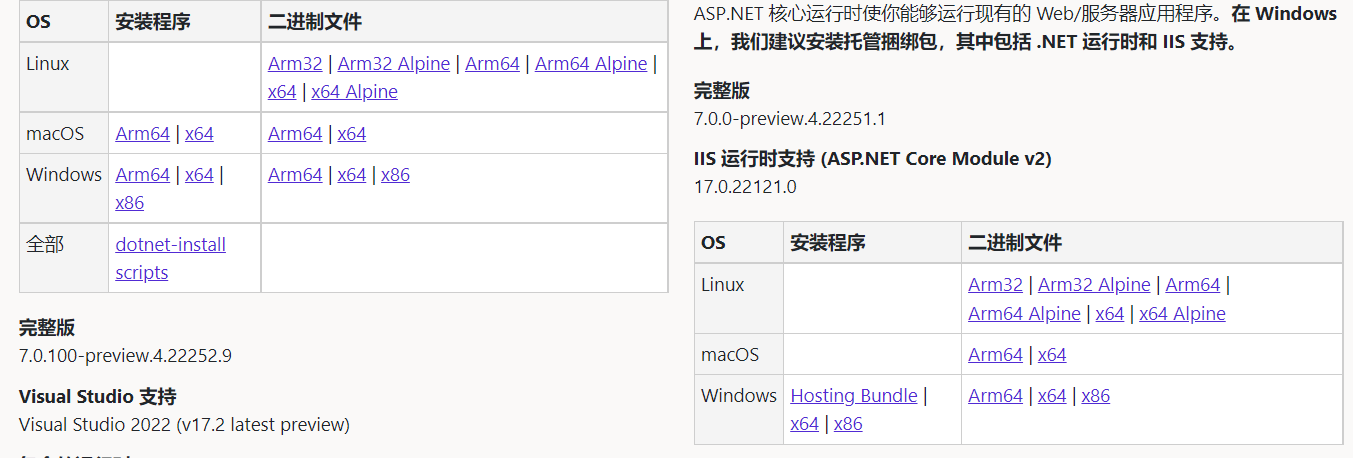 OS 安装程序 二进制文件
Linux Arm32 | Arm32 Alpine | Arm64 | Arm64 Alpine |
x64 | x64 Alpine
macOS Arm64 | x64 Arm64 | x64
Windows Arm64 | x64 | Arm64 | x64 | x86
x86
全部 dotnet-install
scripts
完整版
7.0.100-preview.4.22252.9
Visual Studio 支持
Visual Studio 2022 (v17.2 latest preview)
ASP.NET 核心运行时使你能够运行现有的 Web/服务器应用程序。在 Windows
上，我们建议安装托管捆绑包，其中包括 .NET 运行时和 IIS 支持。
完整版
7.0.0-preview.4.22251.1
IIS 运行时支持 (ASP.NET Core Module v2)
17.0.22121.0
OS 安装程序 二进制文件
Linux Arm32 | Arm32 Alpine | Arm64 |
Arm64 Alpine | x64 | x64 Alpine
macOS Arm64 | x64
Windows Hosting Bundle | Arm64 | x64 | x86
x64 | x86